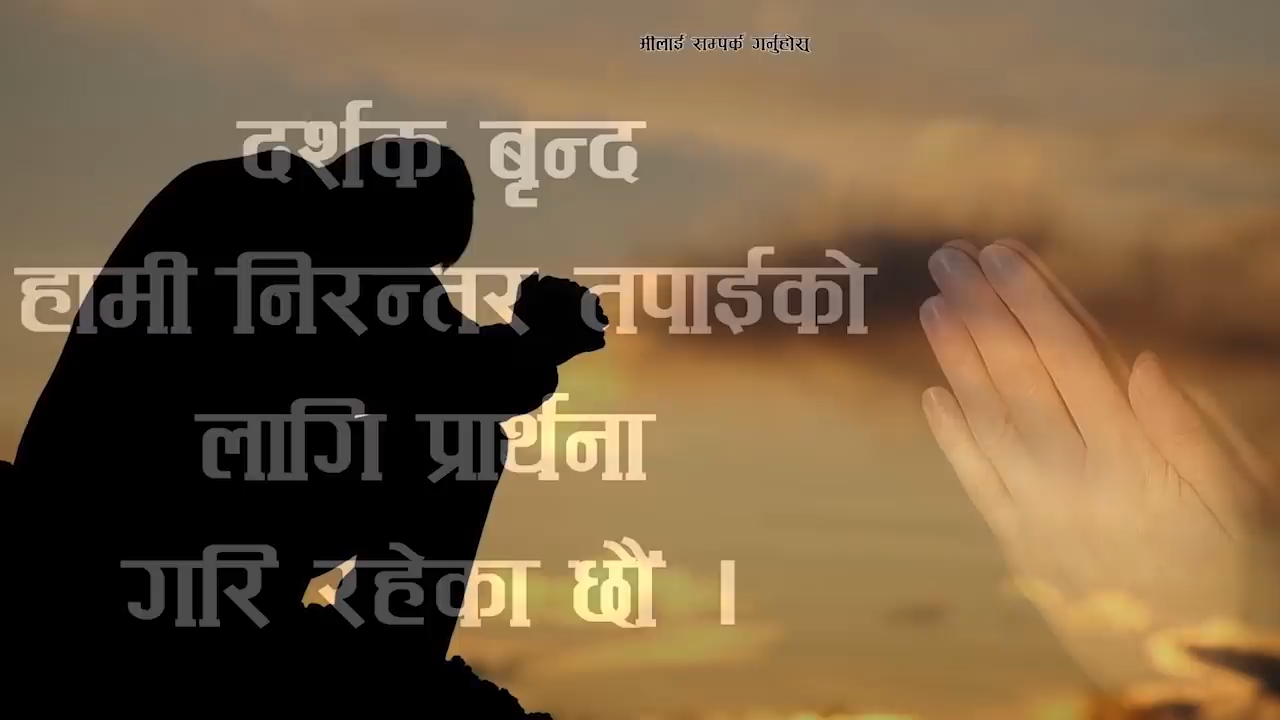 मीलाई सम्पर्क गर्नुहोस्
दर्शक बृन्द
हामी निरन्तर तपाईको
लागि प्रार्थना
गरि रहेका छौं ।